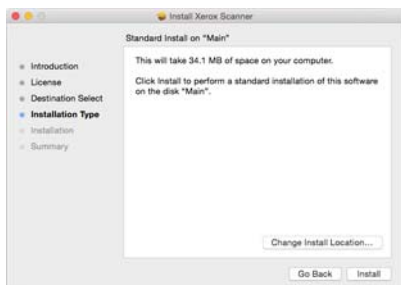 Install Xerox Scanner
Standard Install on "Main"
Introduction
License
Destination Select
Installation Type
Installation
Summary
This will take 34.1 MB of space on your computer.
Click Install to perform a standard installation of this software
on the disk "Main".
Change Install Location...
Go Back
Install